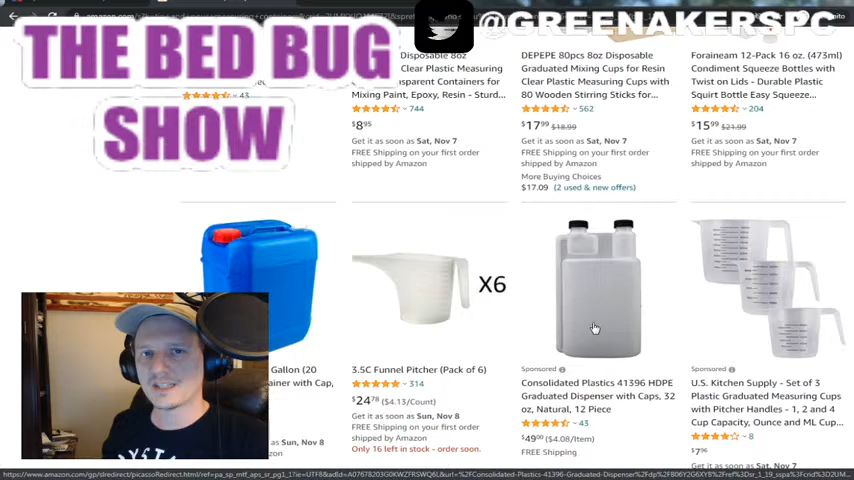 THE BED BUG
SHOW
@GREENAKERSPC
Disposable 8oz
Clear Plastic Measuring
Transparent Containers for
Mixing Paint, Epoxy, Resin - Sturd...
744
$8.95
Get it as soon as Sat, Nov 7
FREE Shipping on your first order
shipped by Amazon
DEPEPE 80pcs 8oz Disposable
Graduated Mixing Cups for Resin
Clear Plastic Measuring Cups with
80 Wooden Stirring Sticks for...
562
$17.99 $18.99
Get it as soon as Sat, Nov 7
FREE Shipping on your first order
shipped by Amazon
More Buying Choices
$17.09 (2 used & new offers)
Foraineam 12-Pack 16 oz. (473ml)
Condiment Squeeze Bottles with
Twist on Lids - Durable Plastic
Squirt Bottle Easy Squeeze...
204
$15.99 $21.99
Get it as soon as Sat, Nov 7
FREE Shipping on your first order
shipped by Amazon
43
Gallon (20
ainer with Cap,
un, Nov 8
X6
3.5C Funnel Pitcher (Pack of 6)
314
$24.78 ($4.13/Count)
Get it as soon as Sun, Nov 8
FREE Shipping on your first order
shipped by Amazon
Only 16 left in stock - order soon.
Sponsored
Consolidated Plastics 41396 HDPE
Graduated Dispenser with Caps, 32
oz, Natural, 12 Piece
43
$49.00 ($4.08/Item)
FREE Shipping
Sponsored
U.S. Kitchen Supply - Set of 3
Plastic Graduated Measuring Cups
with Pitcher Handles - 1, 2 and 4
Cup Capacity, Ounce and ML Cup...
8
$7.96
Get it as soon as Sat, Nov 7